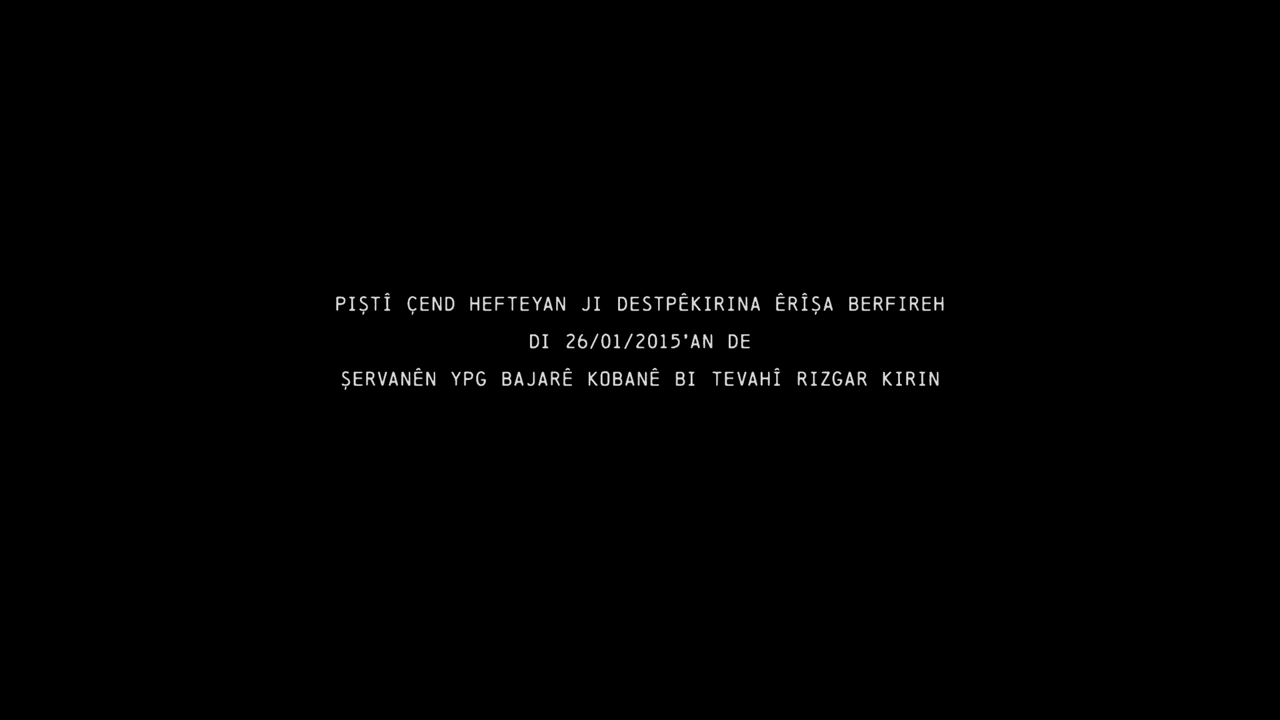 PIŞTÎ ÇEND HEFTEYAN JI DESTPÊKIRINA ÊRÎŞA BERFIREH
DI 26/01/2015'AN DE
ŞERVANÊN YPG BAJARÊ KOBANÊ BI TEVAHÎ RIZGAR KIRIN